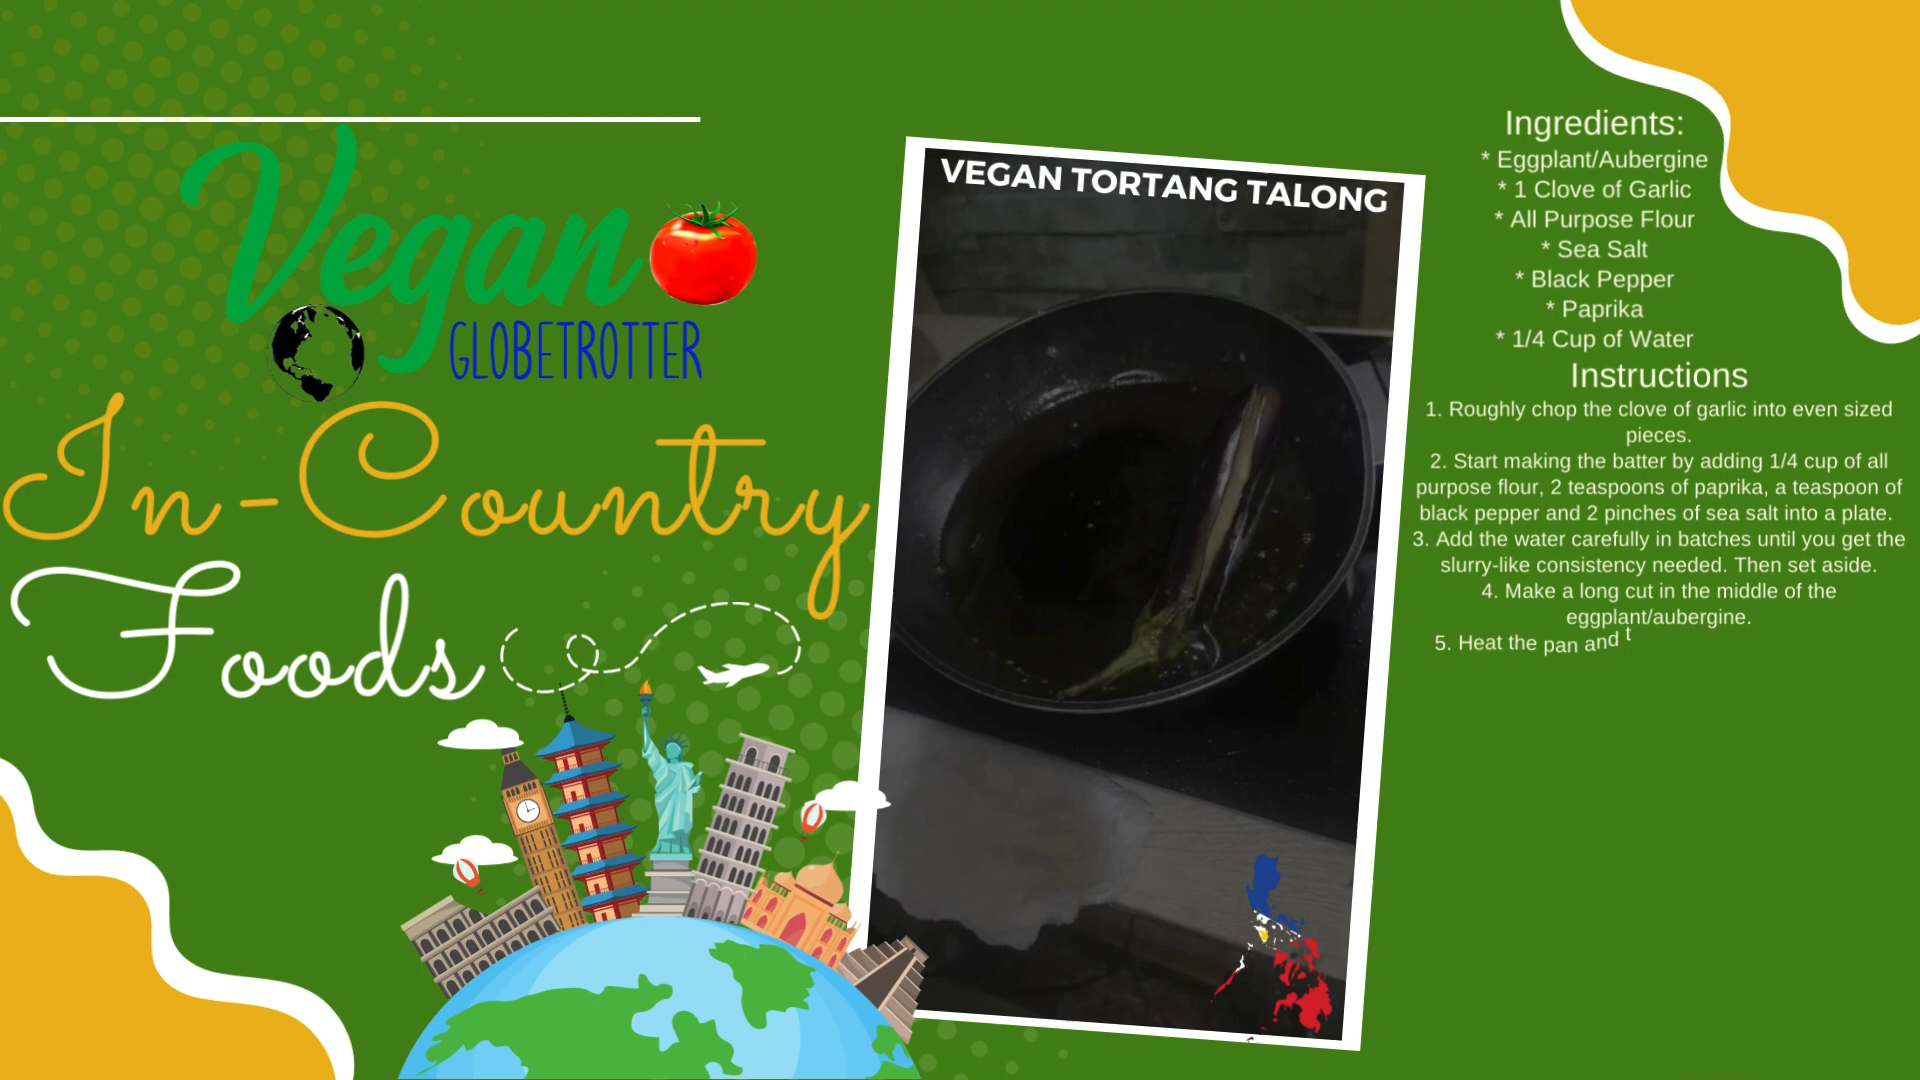 Vegan
GLOBETROTTER
In-Country
Foods
VEGAN TORTANG TALONG
Ingredients:
* Eggplant/Aubergine
* 1 Clove of Garlic
* All Purpose Flour
* Sea Salt
* Black Pepper
* Paprika
* 1/4 Cup of Water
Instructions
1. Roughly chop the clove of garlic into even sized
pieces.
2. Start making the batter by adding 1/4 cup of all
purpose flour, 2 teaspoons of paprika, a teaspoon of
black pepper and 2 pinches of sea salt into a plate.
3. Add the water carefully in batches until you get the
slurry-like consistency needed. Then set aside.
4. Make a long cut in the middle of the
eggplant/aubergine.
5. Heat the pan and t